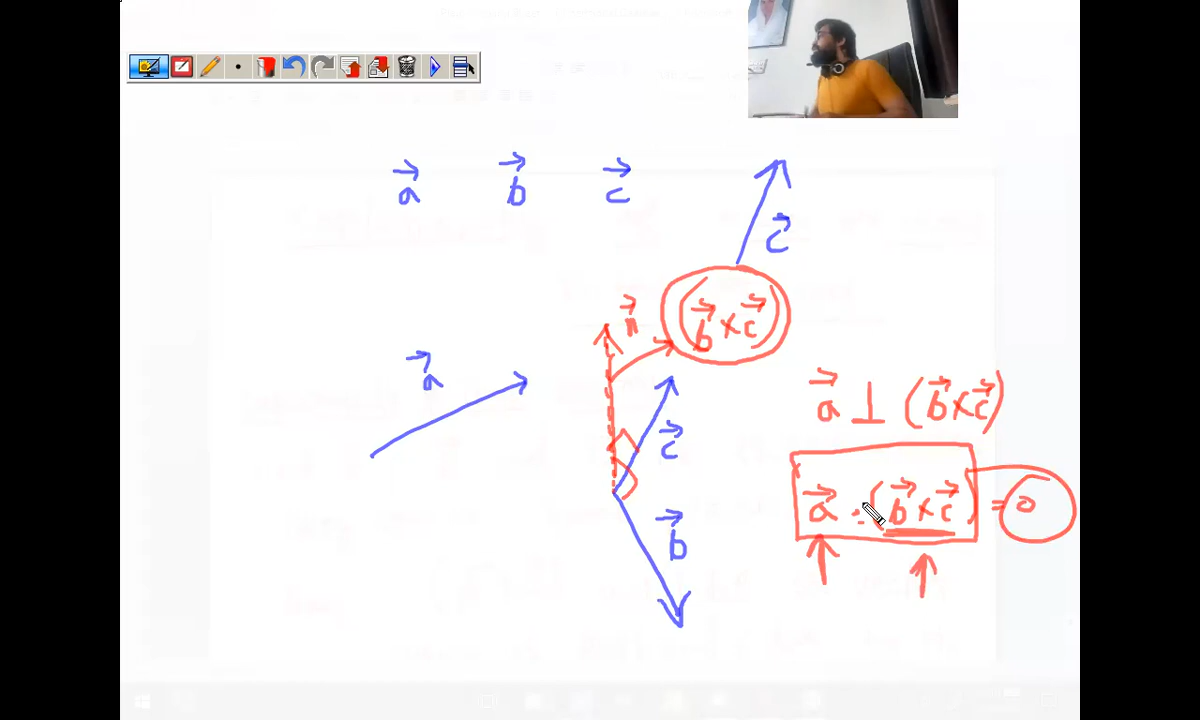 a⃗ b⃗ c⃗
c⃗
n⃗ (b⃗ × c⃗)
a⃗
a⃗ ⊥ (b⃗ × c⃗)
c⃗
a⃗ · (b⃗ × c⃗) = 0
b⃗